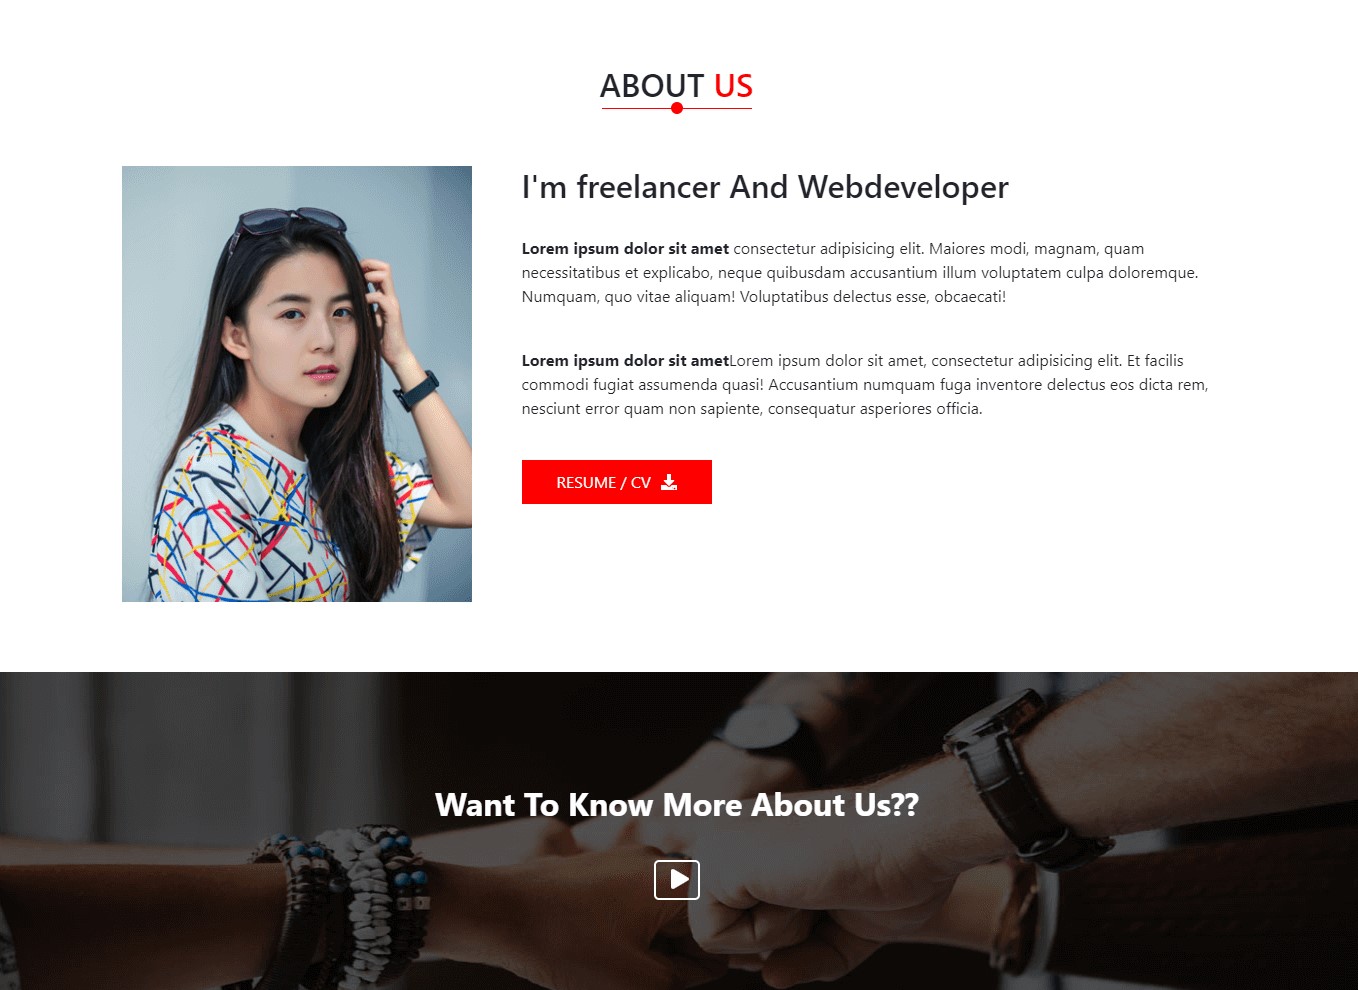 ABOUT US
I'm freelancer And Webdeveloper
Lorem ipsum dolor sit amet consectetur adipisicing elit. Maiores modi, magnam, quam
necessitatibus et explicabo, neque quibusdam accusantium illum voluptatem culpa doloremque.
Numquam, quo vitae aliquam! Voluptatibus delectus esse, obcaecati!
Lorem ipsum dolor sit ametLorem ipsum dolor sit amet, consectetur adipisicing elit. Et facilis
commodi fugiat assumenda quasi! Accusantium numquam fuga inventore delectus eos dicta rem,
nesciunt error quam non sapiente, consequatur asperiores officia.
RESUME / CV
Want To Know More About Us??